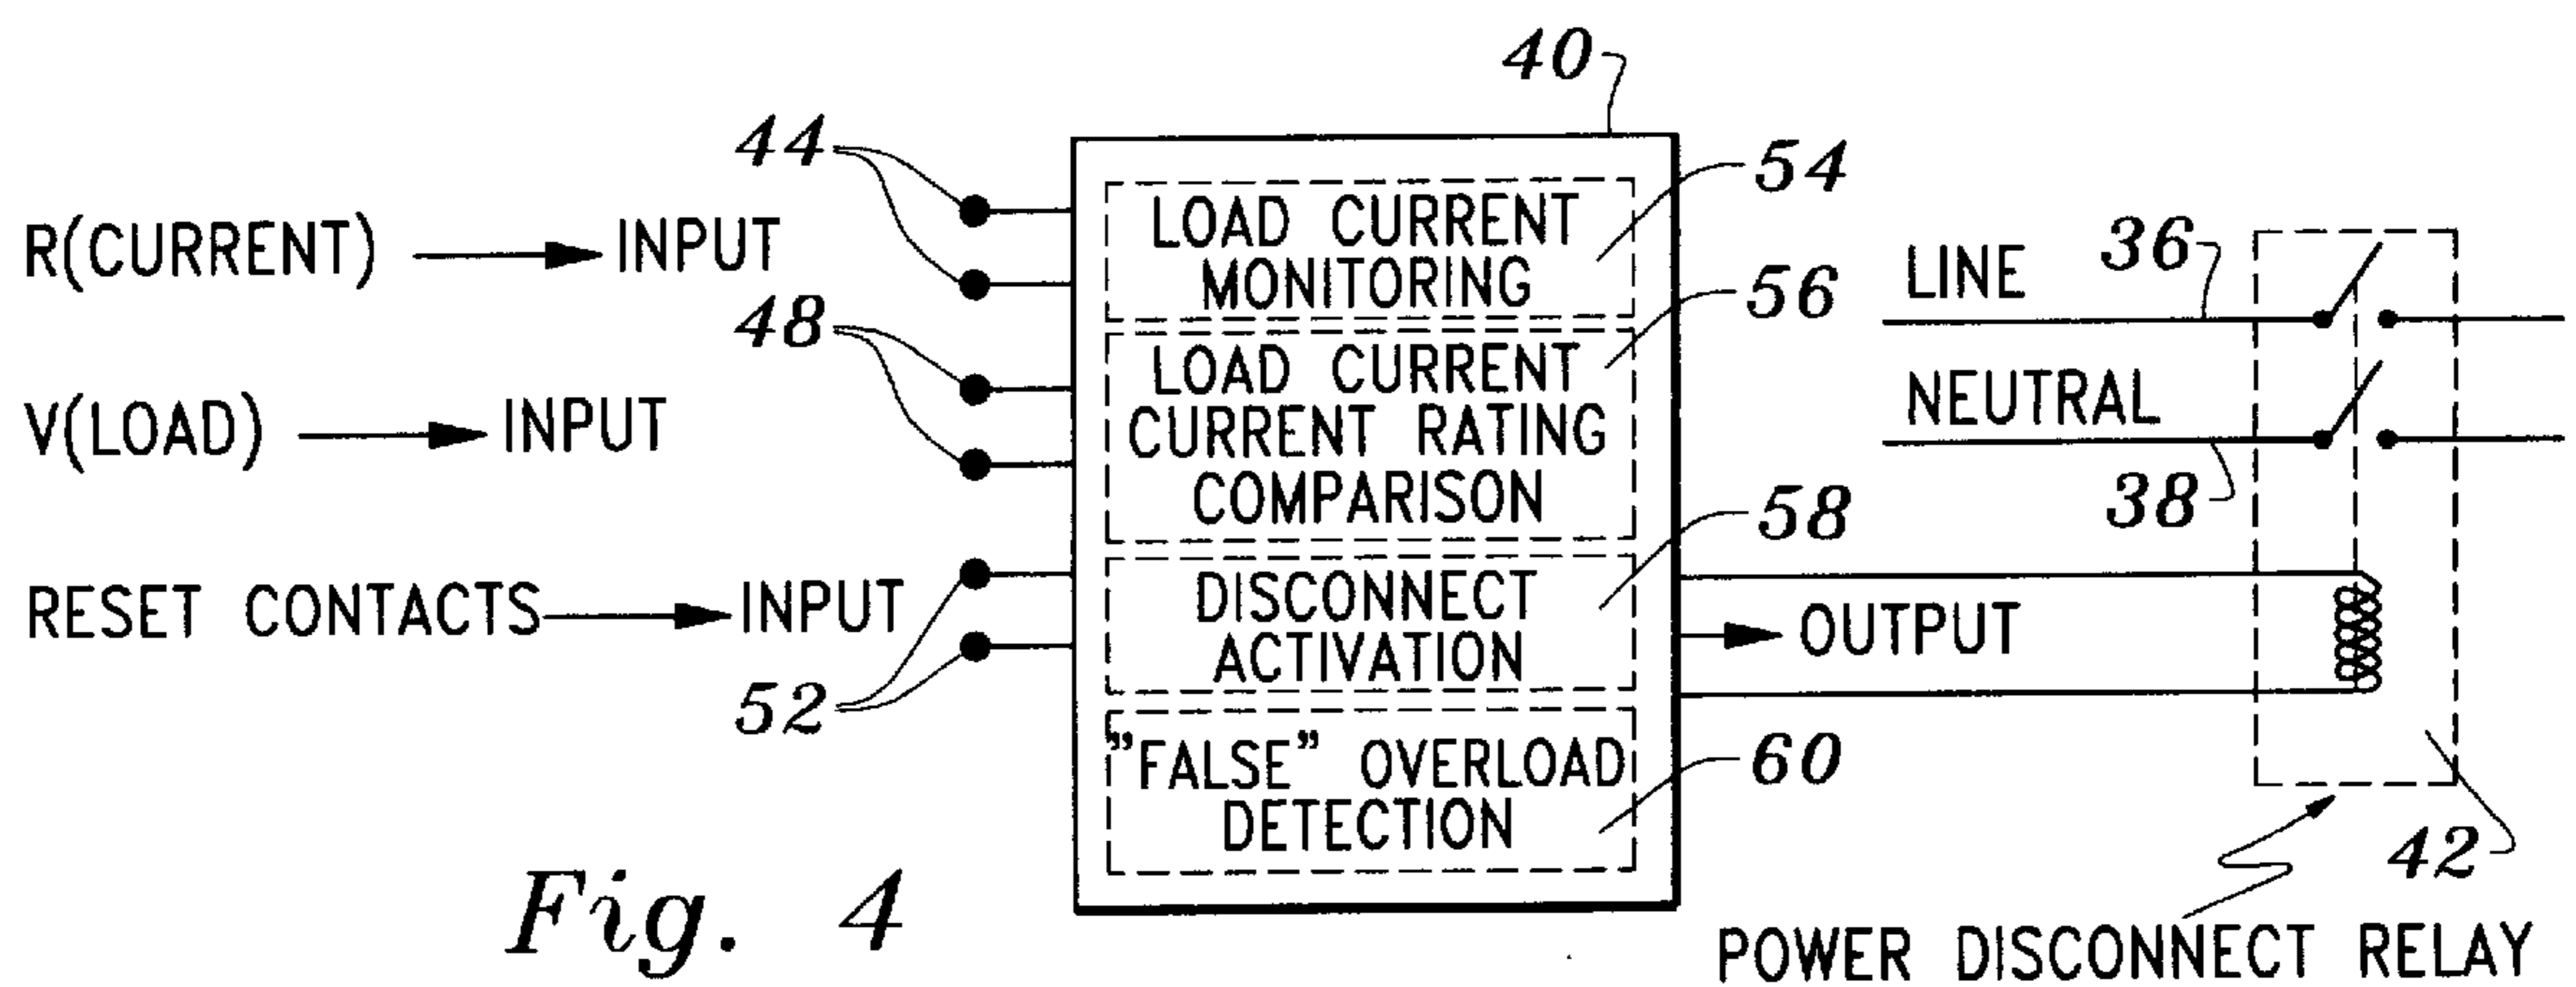 40
44
54
LOAD CURRENT
MONITORING
R(CURRENT) INPUT
LINE
36
48
56
LOAD CURRENT
CURRENT RATING
COMPARISON
V(LOAD) INPUT
NEUTRAL
38
58
DISCONNECT
ACTIVATION
RESET CONTACTS INPUT
OUTPUT
52
"FALSE" OVERLOAD
DETECTION
60
42
Fig. 4
POWER DISCONNECT RELAY